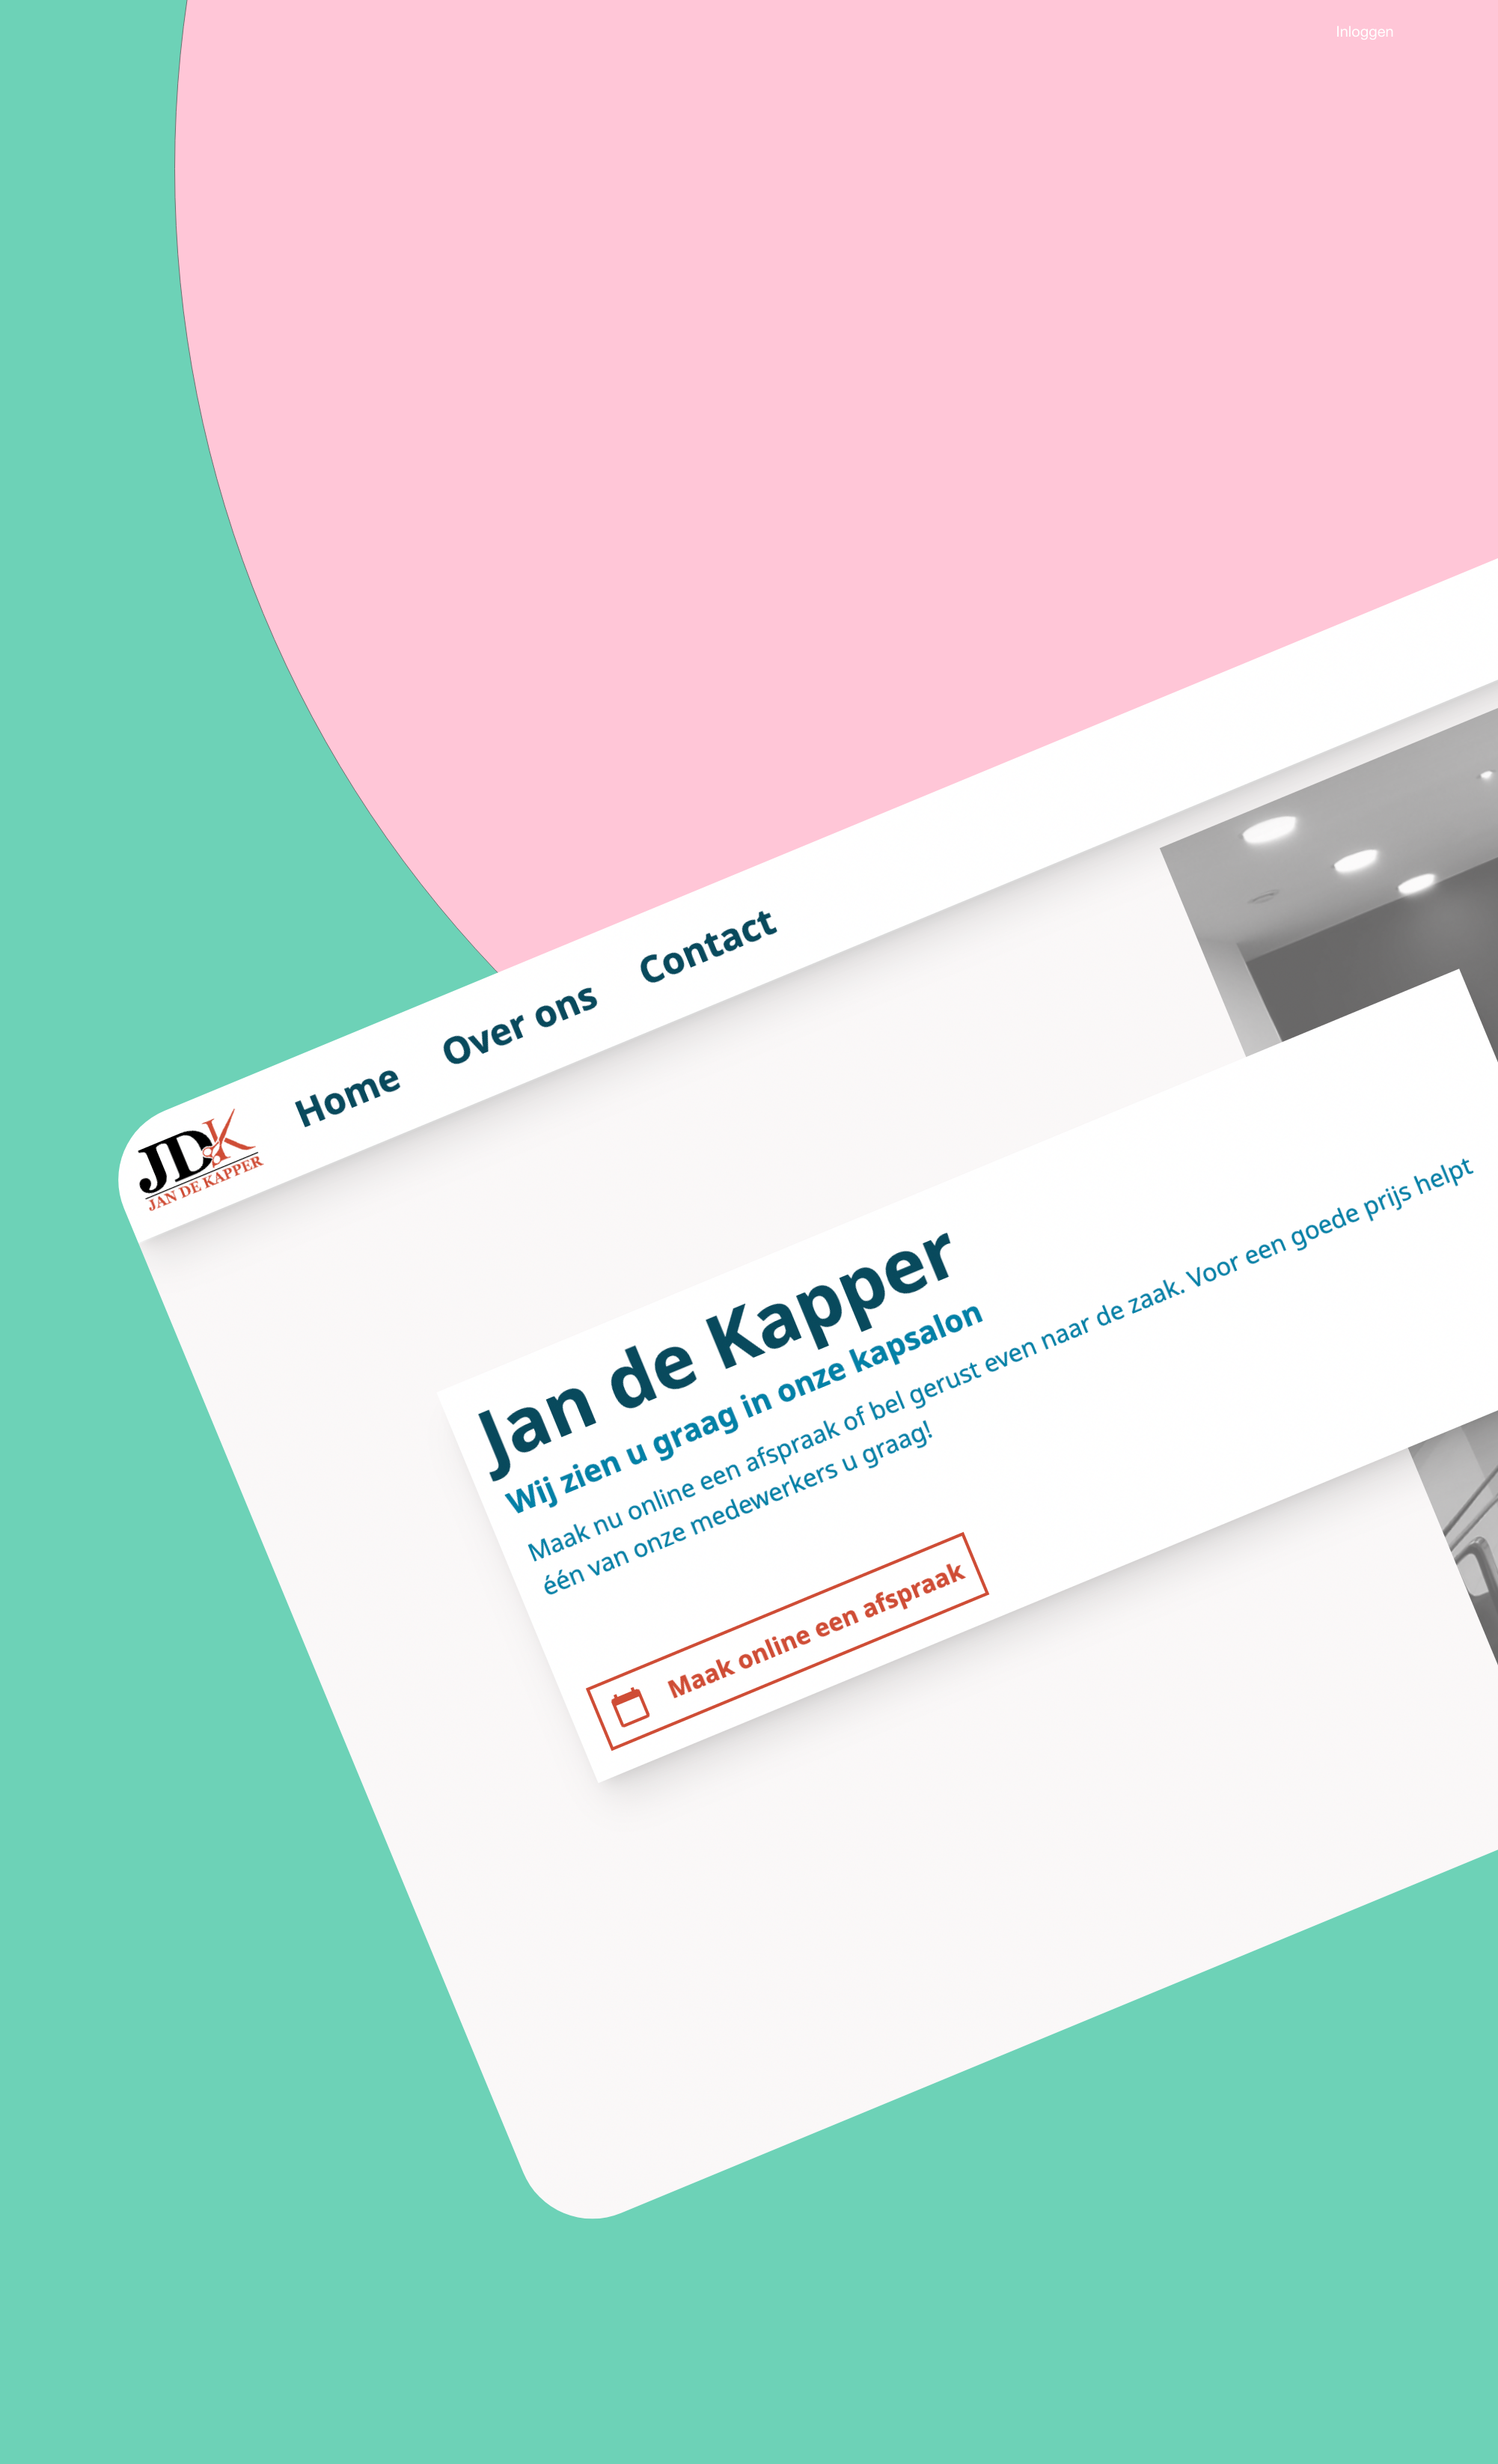 Inloggen
Home
Over ons
Contact
JDK
JAN DE KAPPER
Jan de Kapper
Wij zien u graag in onze kapsalon
Maak nu online een afspraak of bel gerust even naar de zaak. Voor een goede prijs helpt
één van onze medewerkers u graag!
Maak online een afspraak